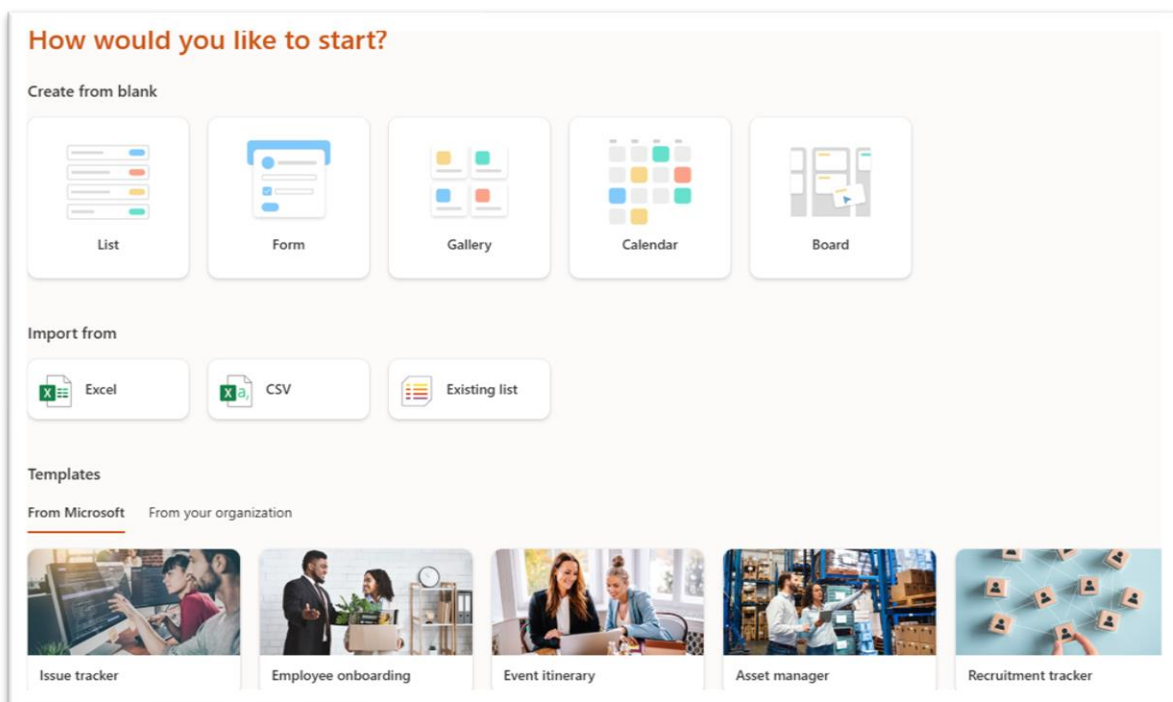 How would you like to start?
Create from blank
List
Form
Gallery
Calendar
Board
Import from
Excel
CSV
Existing list
Templates
From Microsoft From your organization
Issue tracker
Employee onboarding
Event itinerary
Asset manager
Recruitment tracker